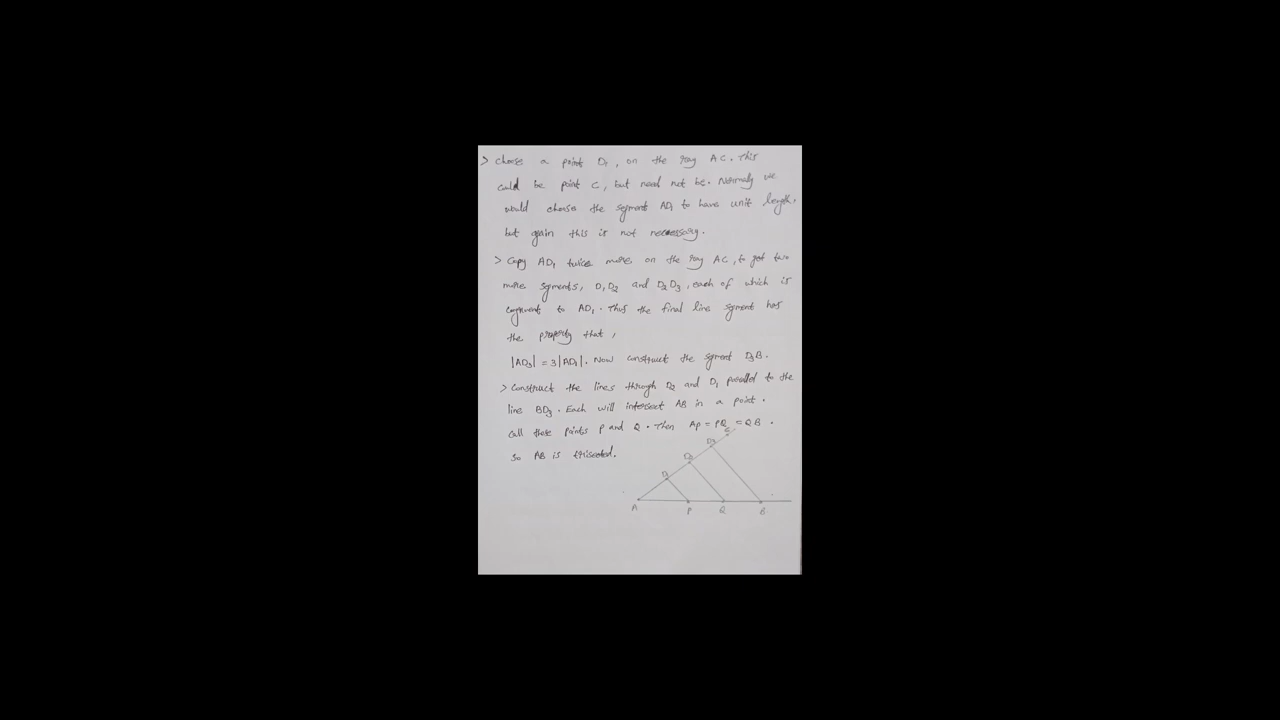 > choose a point D1, on the ray AC. This
could be point C, but need not be. Normally we
would choose the segment AD1 to have unit length,
but again this is not necessary.
> Copy AD1 twice more, on the ray AC, to get two
more segments, D1D2 and D2D3, each of which is
congruent to AD1. Thus the final line segment has
the property that,
|AD3| = 3|AD1|. Now construct the segment D3B.
> Construct the lines through D2 and D1 parallel to the
line BD3. Each will intersect AB in a point.
call these points P and Q. Then AP = PQ = QB.
So AB is trisected.
C
D3
D2
D1
A P Q B